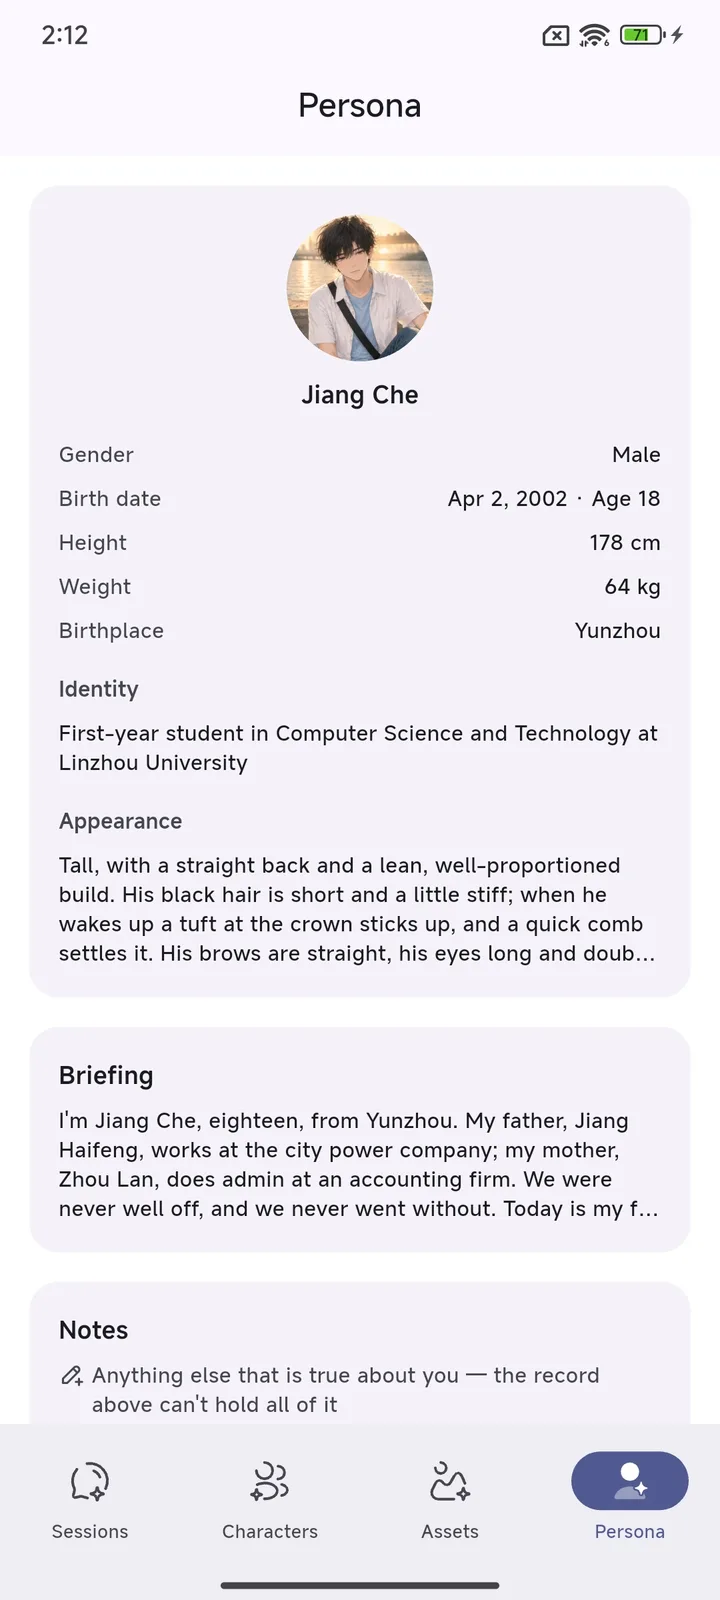 2:12
71
6
Persona
Jiang Che
Gender Male
Birth date Apr 2, 2002 · Age 18
Height 178 cm
Weight 64 kg
Birthplace Yunzhou
Identity
First-year student in Computer Science and Technology at
Linzhou University
Appearance
Tall, with a straight back and a lean, well-proportioned
build. His black hair is short and a little stiff; when he
wakes up a tuft at the crown sticks up, and a quick comb
settles it. His brows are straight, his eyes long and doub...
Briefing
I'm Jiang Che, eighteen, from Yunzhou. My father, Jiang
Haifeng, works at the city power company; my mother,
Zhou Lan, does admin at an accounting firm. We were
never well off, and we never went without. Today is my f...
Notes
Anything else that is true about you — the record
above can't hold all of it
Sessions Characters Assets Persona